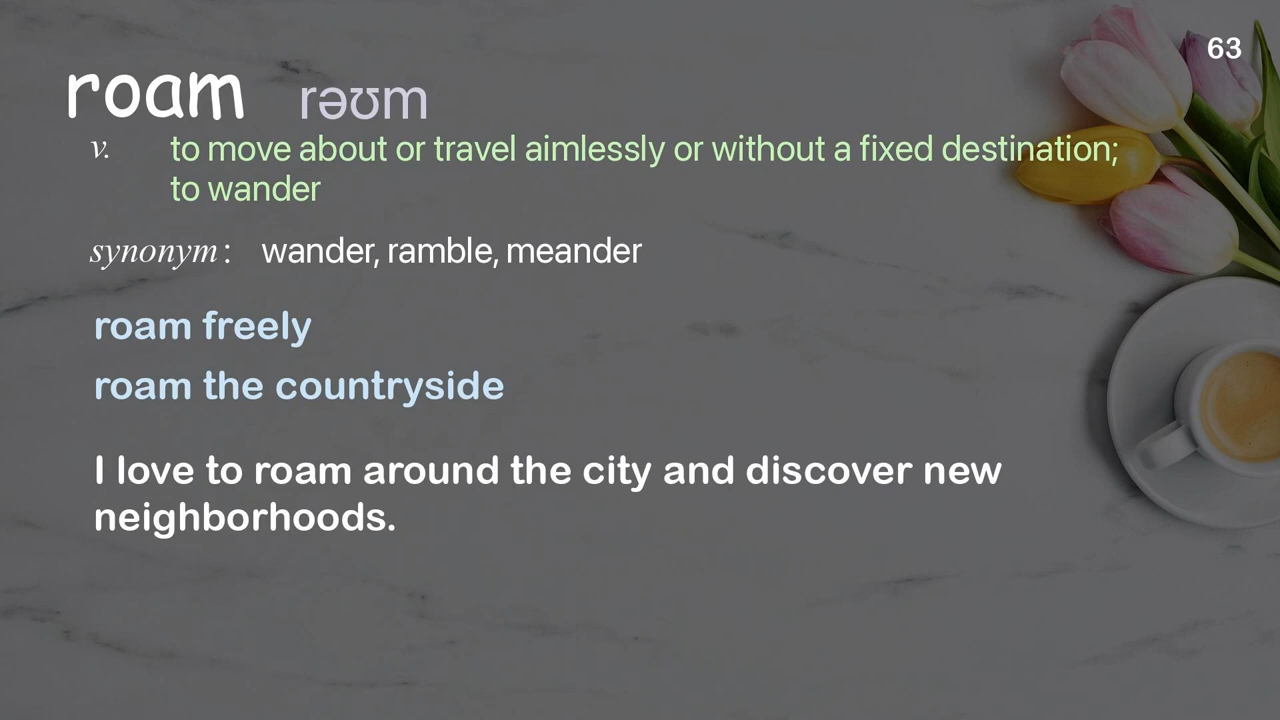 63
roam rəʊm
v. to move about or travel aimlessly or without a fixed destination;
to wander
synonym: wander, ramble, meander
roam freely
roam the countryside
I love to roam around the city and discover new
neighborhoods.